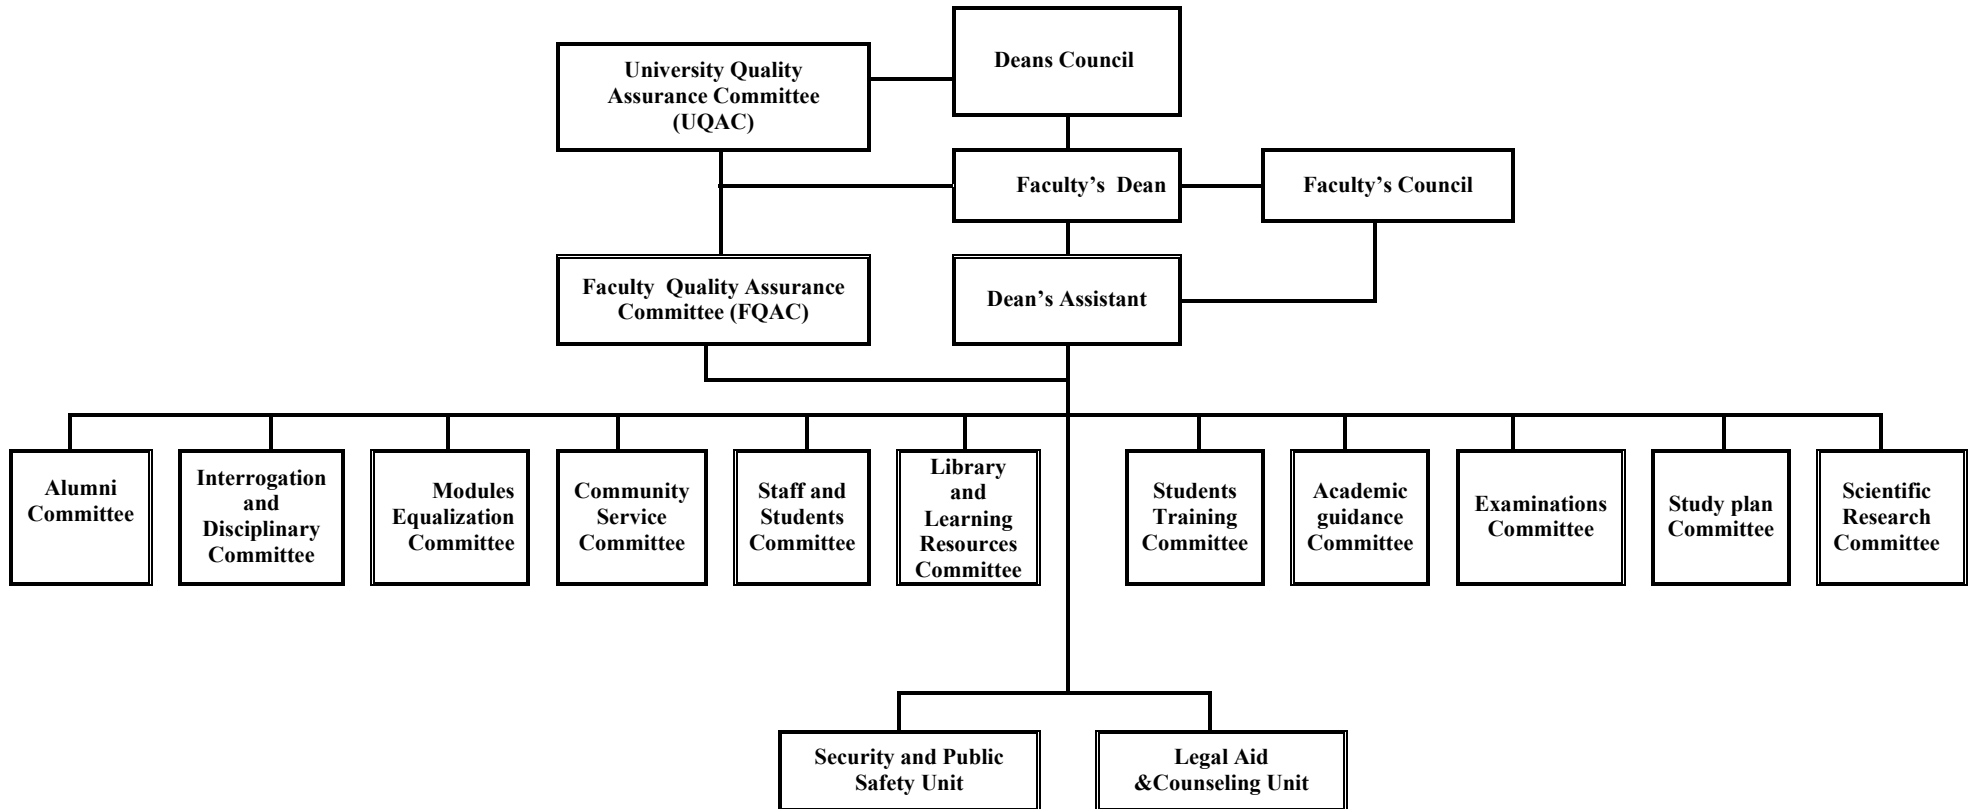 Deans Council
University Quality
Assurance Committee
(UQAC)
Faculty’s Dean
Faculty’s Council
Faculty Quality Assurance
Committee (FQAC)
Dean’s Assistant
Alumni
Committee
Interrogation
and
Disciplinary
Committee
Modules
Equalization
Committee
Community
Service
Committee
Staff and
Students
Committee
Library
and
Learning
Resources
Committee
Students
Training
Committee
Academic
guidance
Committee
Examinations
Committee
Study plan
Committee
Scientific
Research
Committee
Security and Public
Safety Unit
Legal Aid
&Counseling Unit